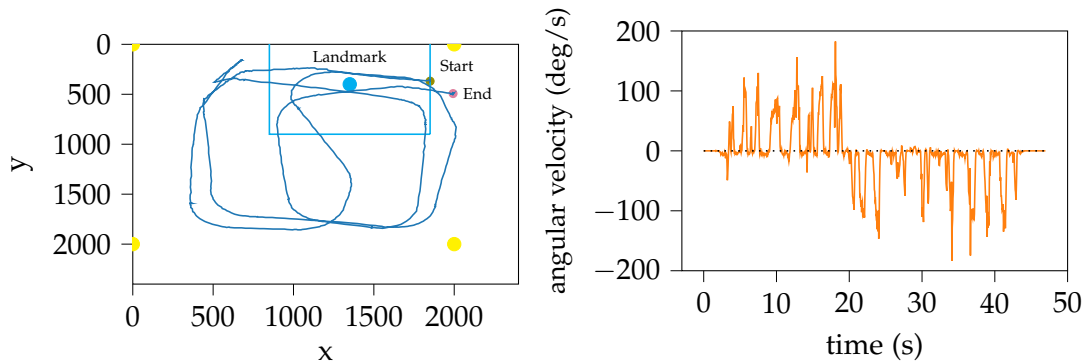 0
500
1000
1500
2000
y
0 500 1000 1500 2000
x
Landmark
Start
End
200
100
0
−100
−200
angular velocity (deg/s)
0 10 20 30 40 50
time (s)